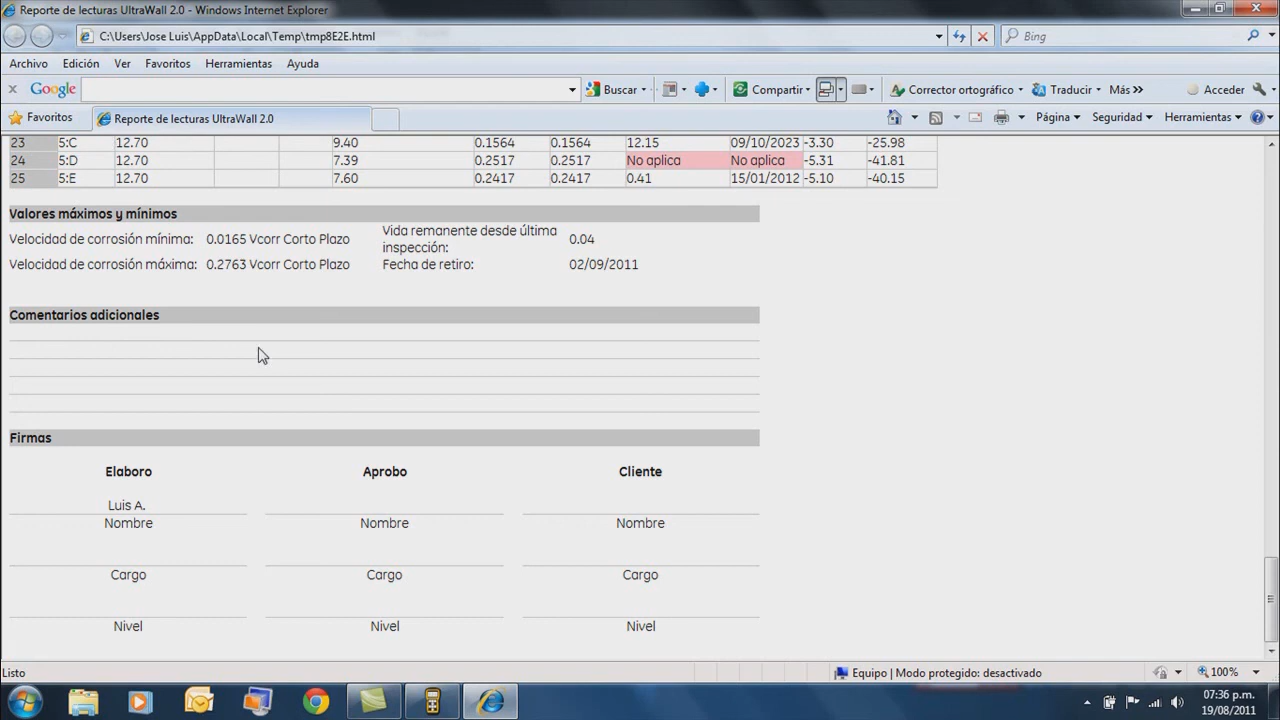 Reporte de lecturas UltraWall 2.0 - Windows Internet Explorer
C:\Users\Jose Luis\AppData\Local\Temp\tmp8E2E.html
Bing
Archivo Edición Ver Favoritos Herramientas Ayuda
Google Buscar Compartir Corrector ortográfico Traducir Más » Acceder
Favoritos Reporte de lecturas UltraWall 2.0 Página Seguridad Herramientas
23 5:C 12.70 9.40 0.1564 0.1564 12.15 09/10/2023 -3.30 -25.98
24 5:D 12.70 7.39 0.2517 0.2517 No aplica No aplica -5.31 -41.81
25 5:E 12.70 7.60 0.2417 0.2417 0.41 15/01/2012 -5.10 -40.15
Valores máximos y mínimos
Velocidad de corrosión mínima: 0.0165 Vcorr Corto Plazo Vida remanente desde última inspección: 0.04
Velocidad de corrosión máxima: 0.2763 Vcorr Corto Plazo Fecha de retiro: 02/09/2011
Comentarios adicionales
Firmas
Elaboro Aprobo Cliente
Luis A.
Nombre Nombre Nombre
Cargo Cargo Cargo
Nivel Nivel Nivel
Listo Equipo | Modo protegido: desactivado 100%
07:36 p.m.
19/08/2011